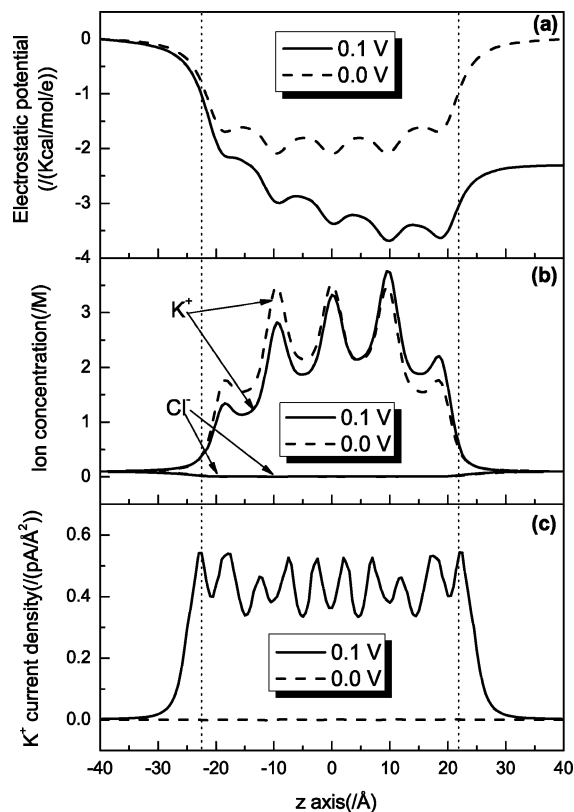 (a)
0
-1
-2
-3
-4
Electrostatic potential
(/(Kcal/mol/e))
0.1 V
0.0 V
(b)
3
2
1
0
Ion concentration(/M)
K⁺
Cl⁻
0.1 V
0.0 V
(c)
0.6
0.4
0.2
0.0
K⁺ current density(/(pA/Å²))
0.1 V
0.0 V
-40 -30 -20 -10 0 10 20 30 40
z axis(/Å)